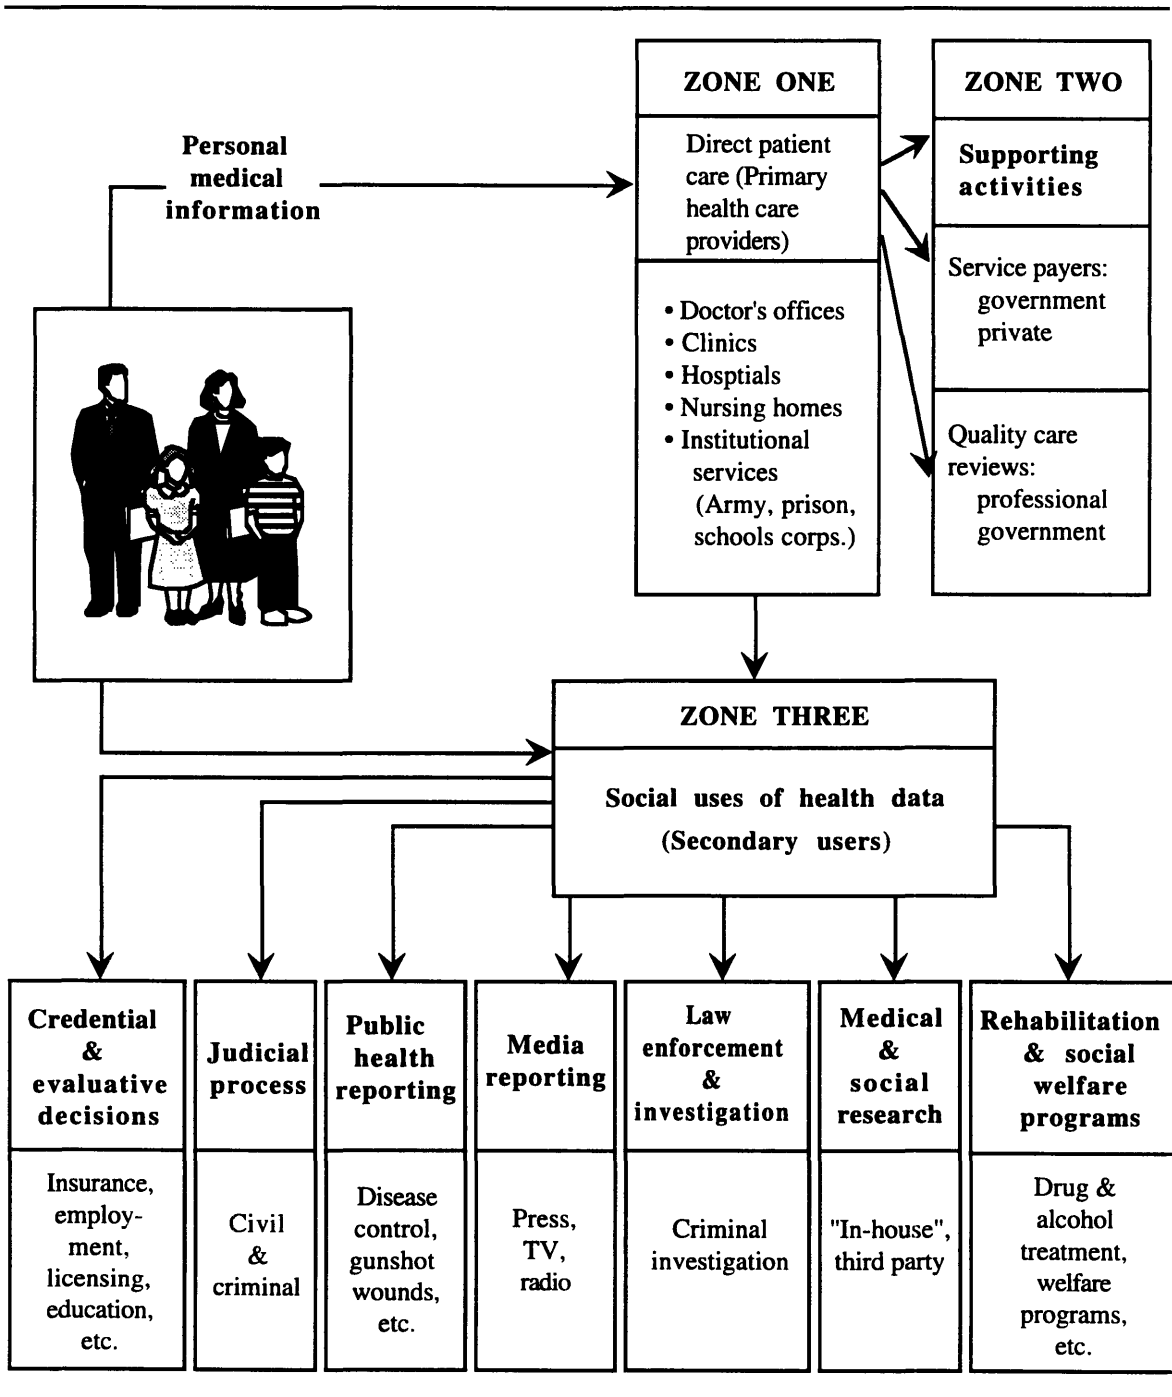 Personal
medical
information
ZONE ONE
Direct patient
care (Primary
health care
providers)
• Doctor's offices
• Clinics
• Hosptials
• Nursing homes
• Institutional
services
(Army, prison,
schools corps.)
ZONE TWO
Supporting
activities
Service payers:
government
private
Quality care
reviews:
professional
government
ZONE THREE
Social uses of health data
(Secondary users)
Credential
&
evaluative
decisions
Insurance,
employ-
ment,
licensing,
education,
etc.
Judicial
process
Civil
&
criminal
Public
health
reporting
Disease
control,
gunshot
wounds,
etc.
Media
reporting
Press,
TV,
radio
Law
enforcement
&
investigation
Criminal
investigation
Medical
&
social
research
"In-house",
third party
Rehabilitation
& social
welfare
programs
Drug &
alcohol
treatment,
welfare
programs,
etc.